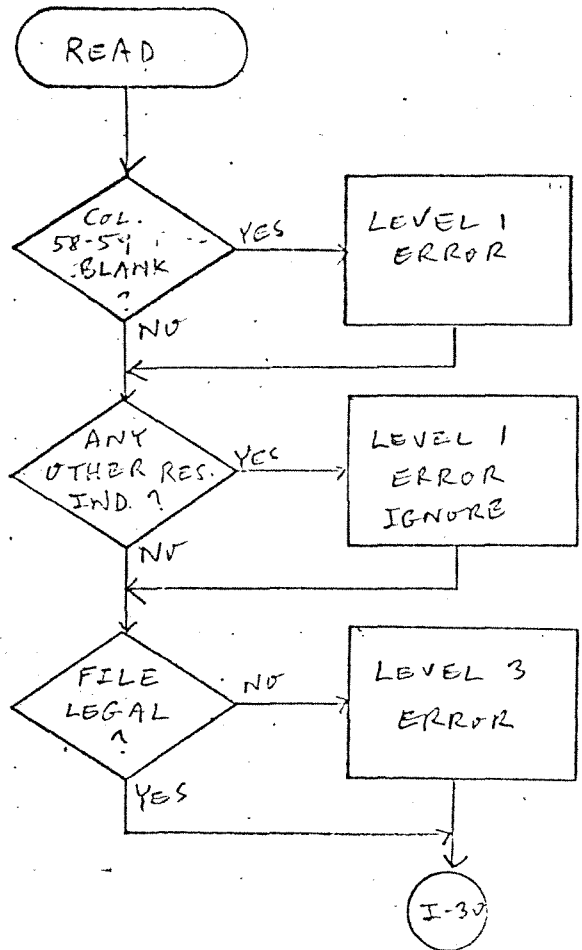 READ
COL.
58-59
BLANK
?
YES
LEVEL 1
ERROR
NO
ANY
OTHER RES.
IND. ?
YES
LEVEL 1
ERROR
IGNORE
NO
FILE
LEGAL
?
NO
LEVEL 3
ERROR
YES
I-30